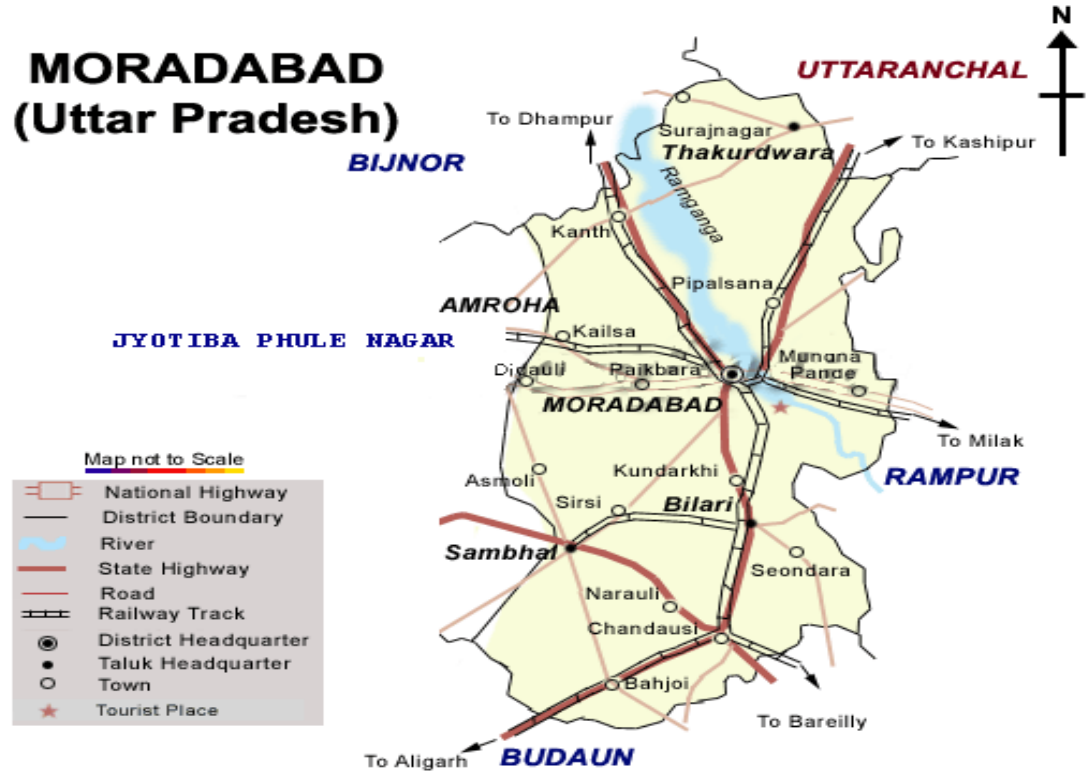 MORADABAD
(Uttar Pradesh)
N
UTTARANCHAL
To Dhampur
Surajnagar
Thakurdwara
To Kashipur
BIJNOR
Ramganga
Kanth
Pipalsana
AMROHA
JYOTIBA PHULE NAGAR
Kailsa
Digauli
Paikbara
Mungna
Pande
MORADABAD
To Milak
Map not to Scale
Asmoli
Kundarkhi
RAMPUR
National Highway
Sirsi
Bilari
District Boundary
River
Sambhal
State Highway
Seondara
Road
Narauli
Railway Track
Chandausi
District Headquarter
Taluk Headquarter
Town
Bahjoi
Tourist Place
To Bareilly
To Aligarh
BUDAUN